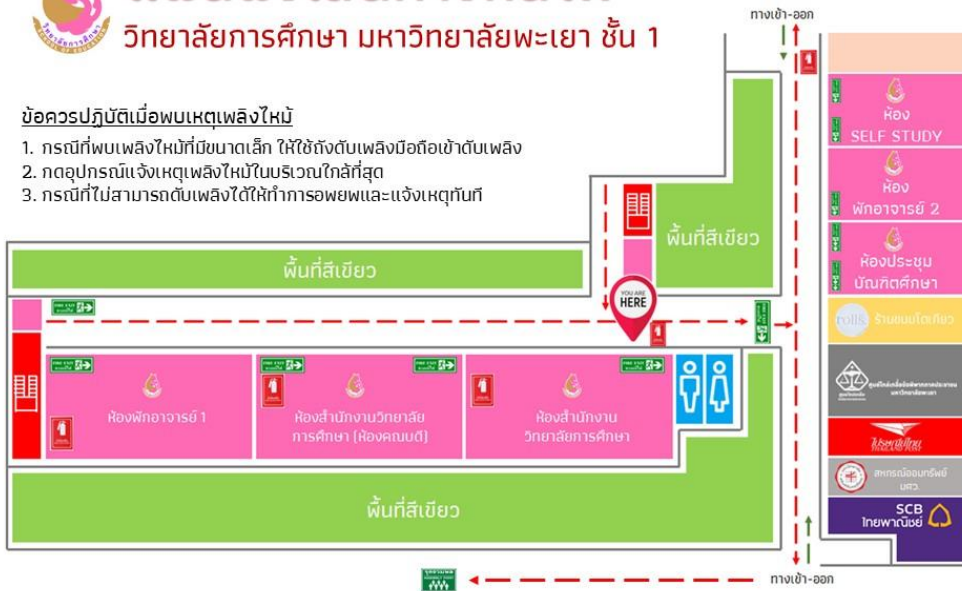 วิทยาลัยการศึกษา
SCHOOL OF EDUCATION
วิทยาลัยการศึกษา มหาวิทยาลัยพะเยา ชั้น 1
ข้อควรปฏิบัติเมื่อพบเหตุเพลิงไหม้
1. กรณีที่พบเพลิงไหม้ที่มีขนาดเล็ก ให้ใช้ถังดับเพลิงมือถือเข้าดับเพลิง
2. กดอุปกรณ์แจ้งเหตุเพลิงไหม้ในบริเวณใกล้ที่สุด
3. กรณีที่ไม่สามารถดับเพลิงได้ให้ทำการอพยพและแจ้งเหตุทันที
ทางเข้า-ออก
ห้อง
SELF STUDY
ห้อง
พักอาจารย์ 2
ห้องประชุม
บัณฑิตศึกษา
พื้นที่สีเขียว
พื้นที่สีเขียว
YOU ARE
HERE
rolls
ร้านขนมโตเกียว
ห้องพักอาจารย์ 1
ห้องสำนักงานวิทยาลัย
การศึกษา (ห้องคณบดี)
ห้องสำนักงาน
วิทยาลัยการศึกษา
ไปรษณีย์ไทย
THAILAND POST
สหกรณ์ออมทรัพย์
มศว.
SCB
ไทยพาณิชย์
พื้นที่สีเขียว
ทางเข้า-ออก